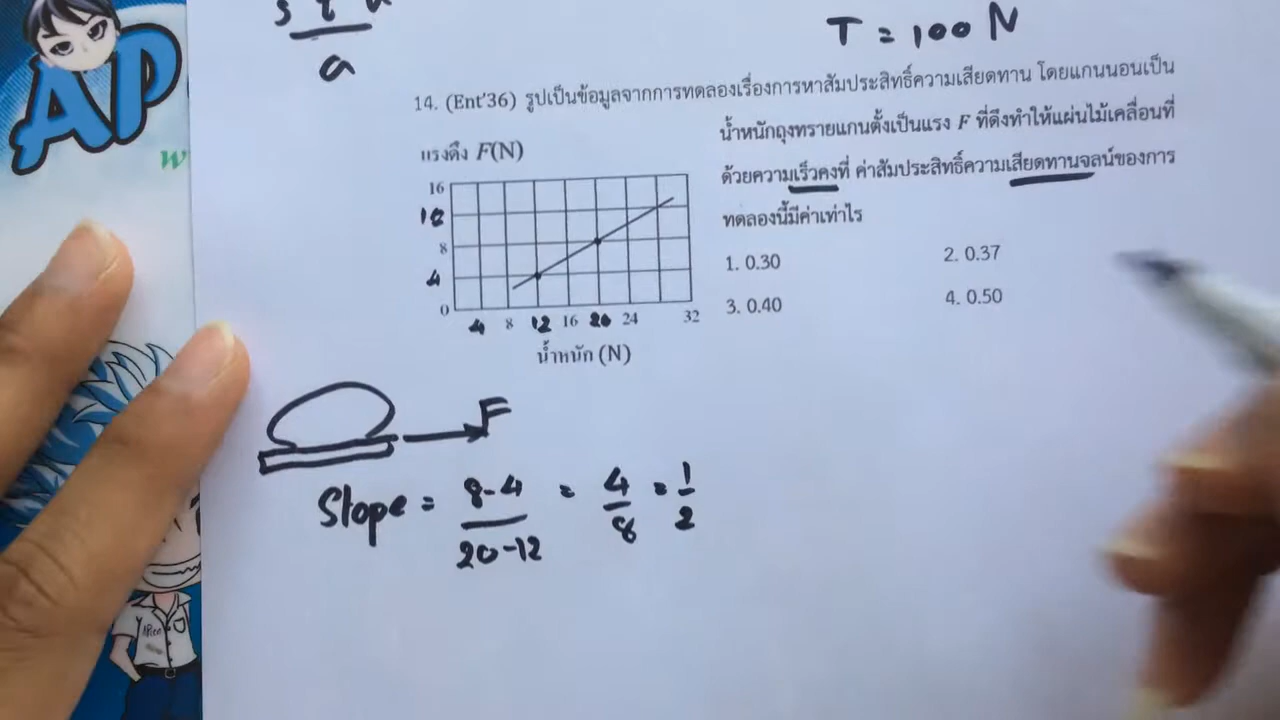 AP
w
a
T = 100 N
14. (Ent'36) รูปเป็นข้อมูลจากการทดลองเรื่องการหาสัมประสิทธิ์ความเสียดทาน โดยแกนนอนเป็น
น้ำหนักถุงทรายแกนตั้งเป็นแรง F ที่ดึงทำให้แผ่นไม้เคลื่อนที่
ด้วยความเร็วคงที่ ค่าสัมประสิทธิ์ความเสียดทานจลน์ของการ
ทดลองนี้มีค่าเท่าไร
1. 0.30 2. 0.37
3. 0.40 4. 0.50
แรงดึง F(N)
16
12
8
4
0
4 8 12 16 20 24 32
น้ำหนัก (N)
F
Slope = 8-4 / 20-12 = 4/8 = 1/2